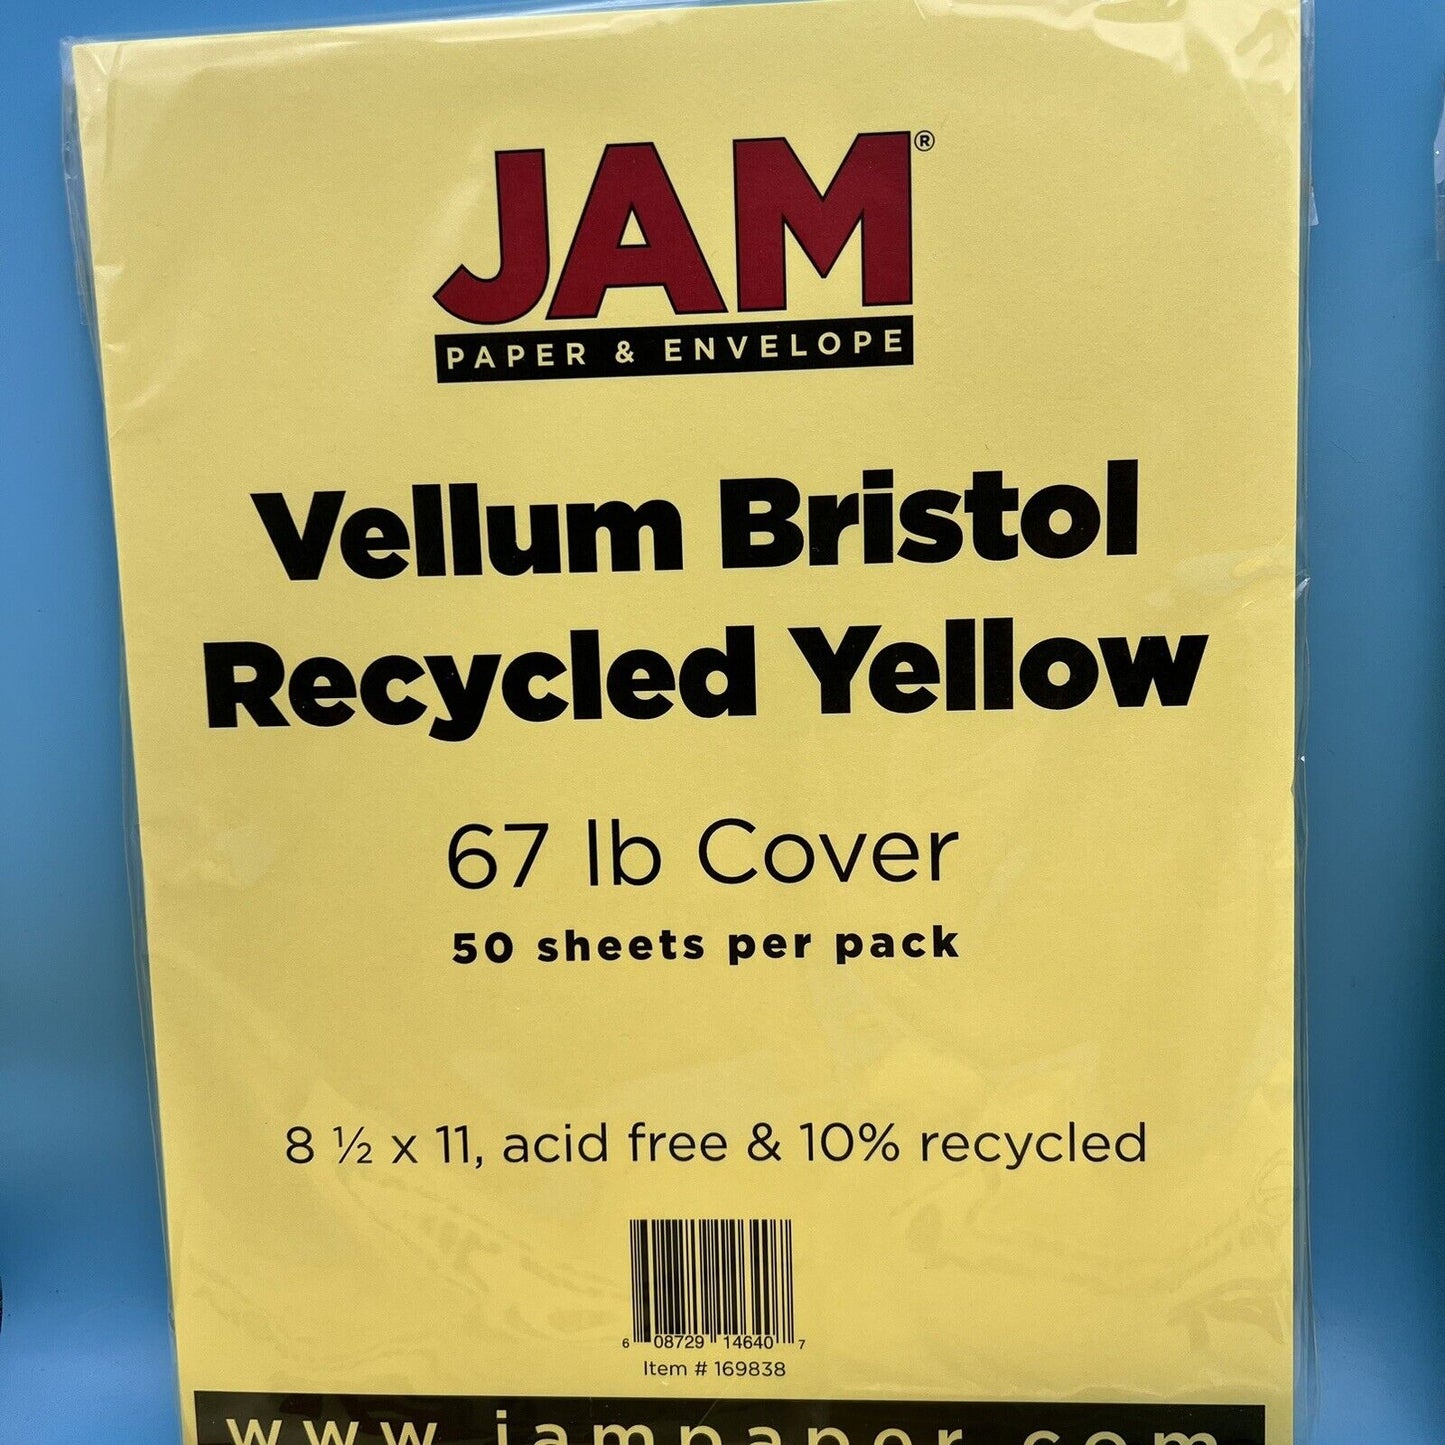 JAM®
PAPER & ENVELOPE
Vellum Bristol
Recycled Yellow
67 lb Cover
50 sheets per pack
8 ½ x 11, acid free & 10% recycled
6 08729 14640 7
Item # 169838
www.jampaper.com